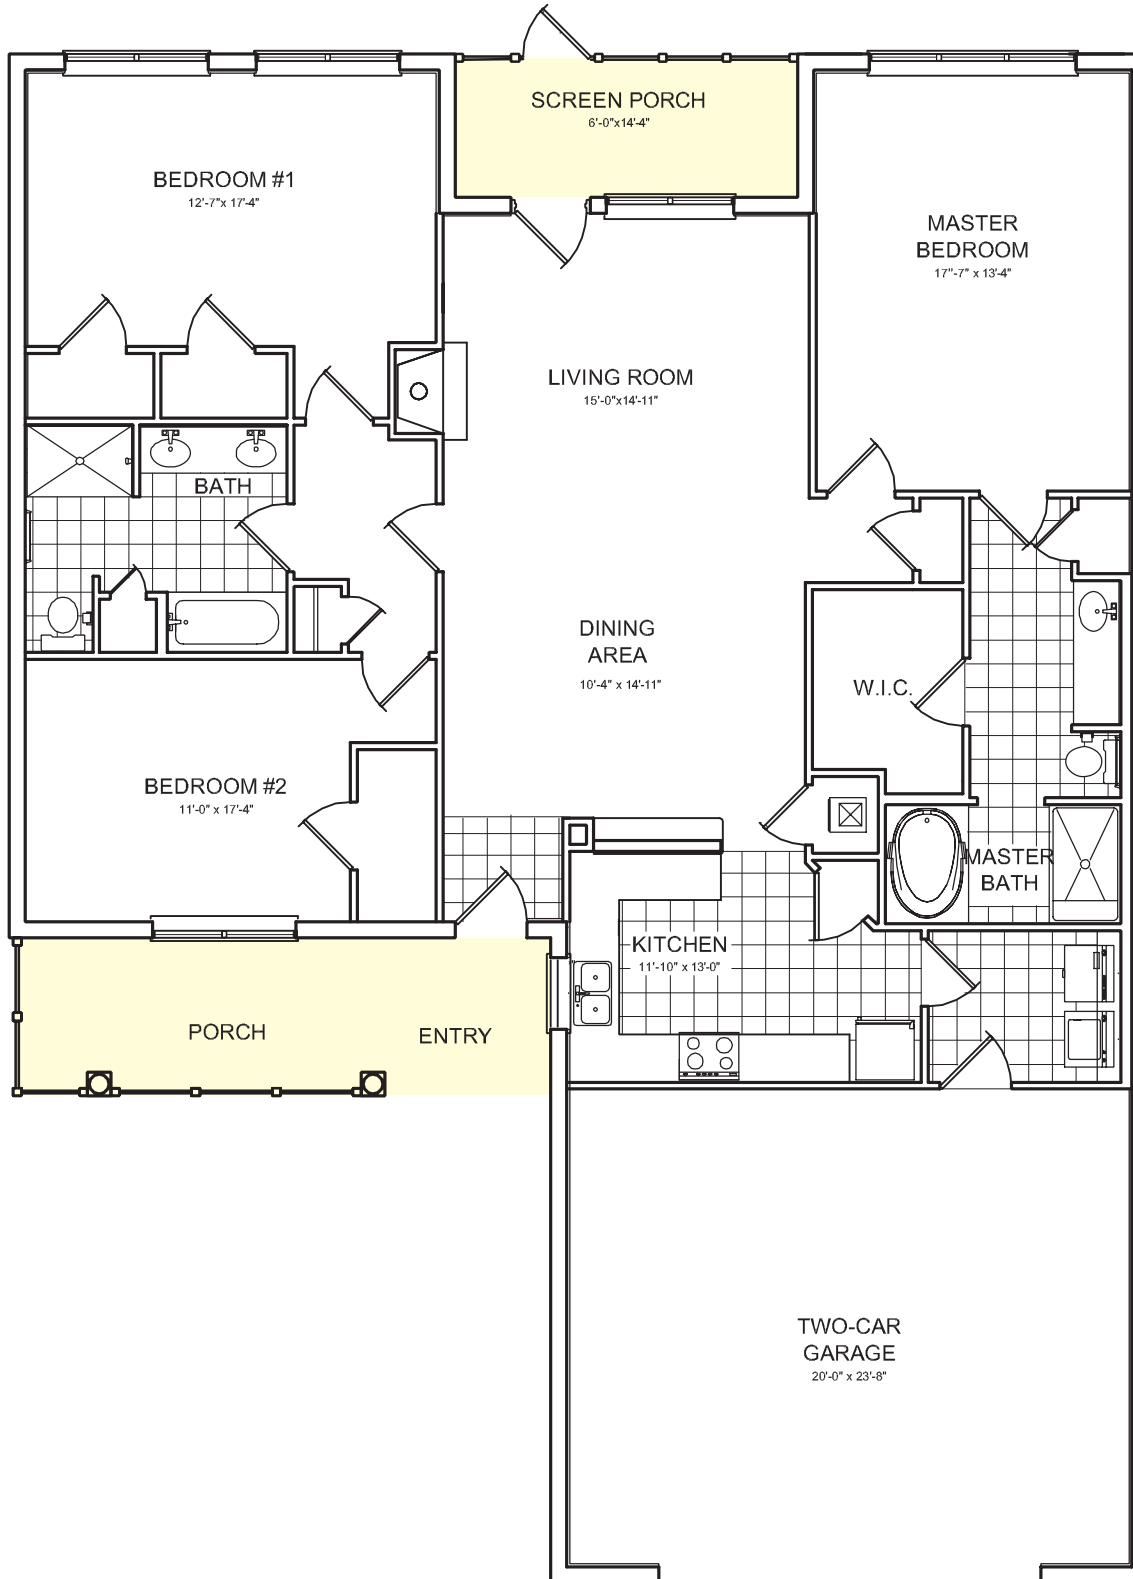 SCREEN PORCH
6'-0"x14'-4"
BEDROOM #1
12'-7"x 17'-4"
MASTER
BEDROOM
17"-7" x 13'-4"
LIVING ROOM
15'-0"x14'-11"
BATH
DINING
AREA
10'-4" x 14'-11"
W.I.C.
BEDROOM #2
11'-0" x 17'-4"
MASTER
BATH
KITCHEN
11'-10" x 13'-0"
PORCH
ENTRY
TWO-CAR
GARAGE
20'-0" x 23'-8"